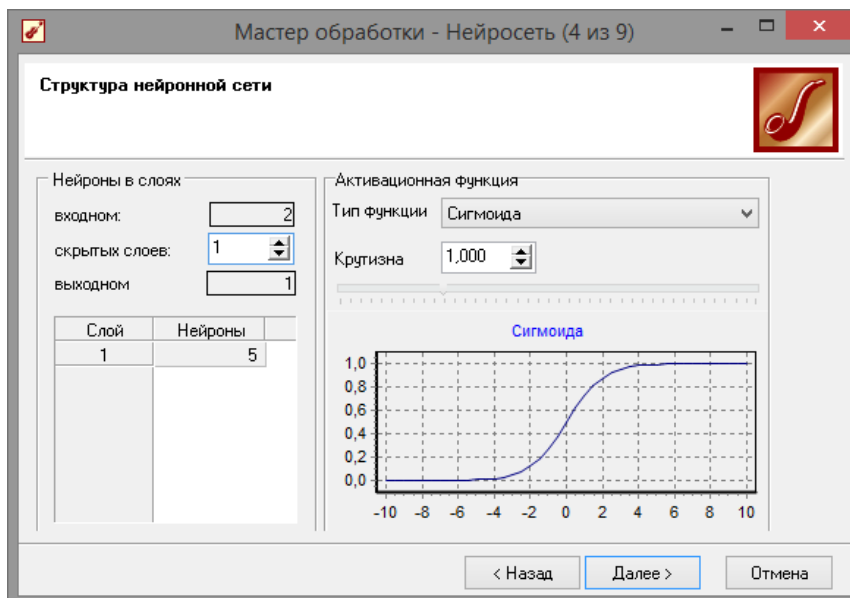 Мастер обработки - Нейросеть (4 из 9)
Структура нейронной сети
Нейроны в слоях
входном: 2
скрытых слоев: 1
выходном 1
Слой Нейроны
1 5
Активационная функция
Тип функции Сигмоида
Крутизна 1,000
Сигмоида
1,0
0,8
0,6
0,4
0,2
0,0
-10 -8 -6 -4 -2 0 2 4 6 8 10
< Назад Далее > Отмена